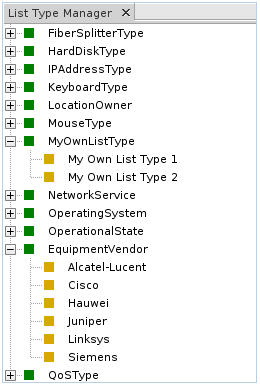 List Type Manager ×
FiberSplitterType
HardDiskType
IPAddressType
KeyboardType
LocationOwner
MouseType
MyOwnListType
My Own List Type 1
My Own List Type 2
NetworkService
OperatingSystem
OperationalState
EquipmentVendor
Alcatel-Lucent
Cisco
Hauwei
Juniper
Linksys
Siemens
QoSType